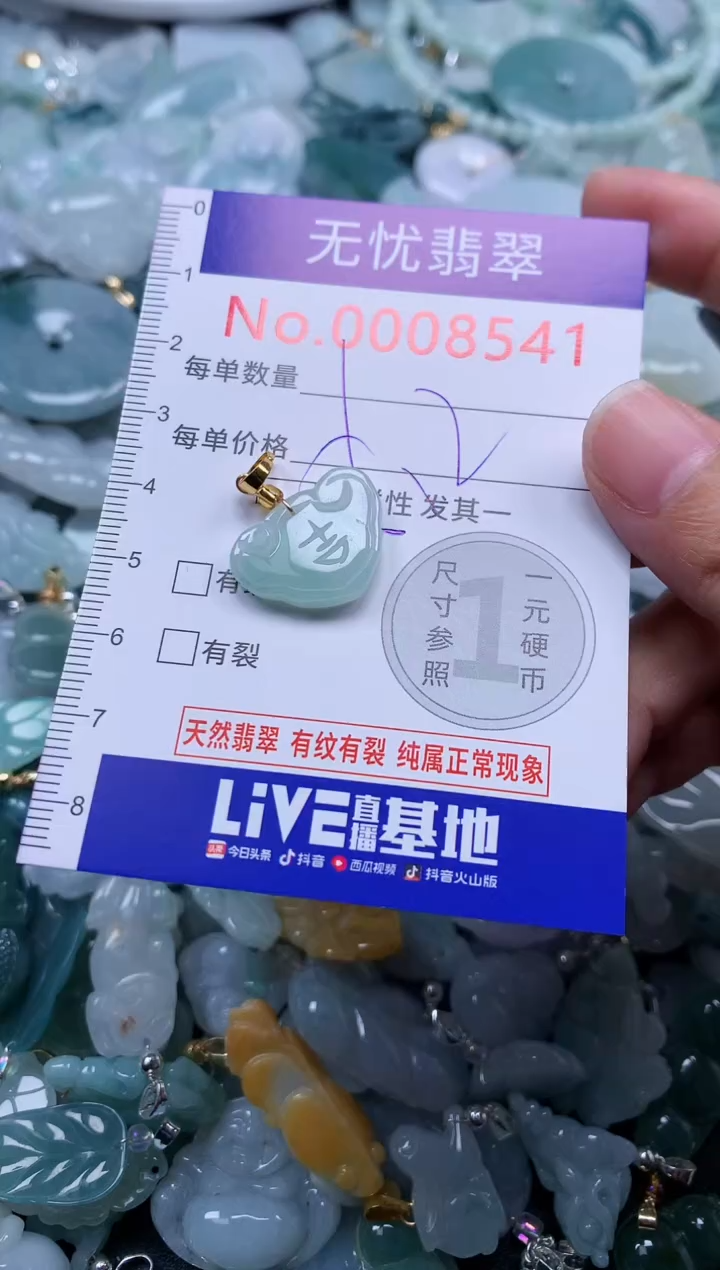 无忧翡翠
No.0008541
每单数量
每单价格
性 发其一
有
有裂
尺寸参照
1
一元硬币
天然翡翠 有纹有裂 纯属正常现象
LiVE直播基地
今日头条 抖音 西瓜视频 抖音火山版
0
1
2
3
4
5
6
7
8